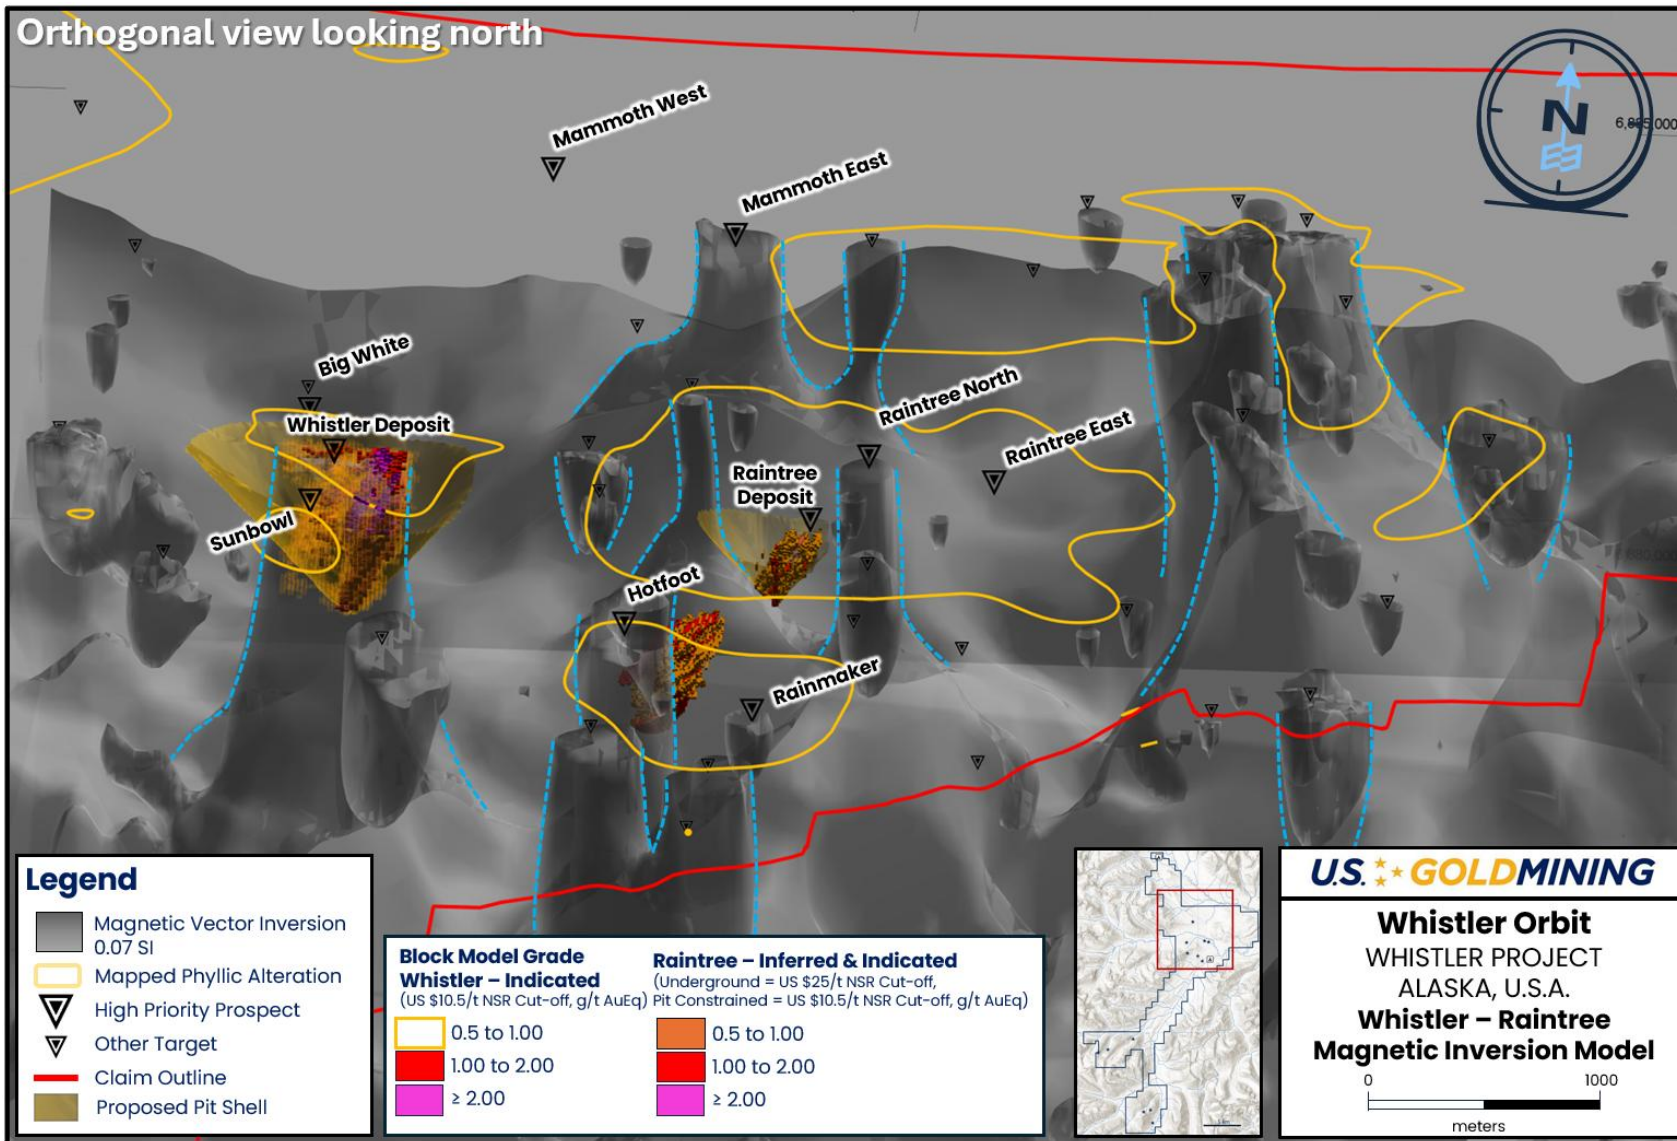 Orthogonal view looking north
N
Mammoth West
Mammoth East
Big White
Whistler Deposit
Sunbowl
Raintree North
Raintree East
Raintree
Deposit
Hotfoot
Rainmaker
Legend
Magnetic Vector Inversion
0.07 SI
Mapped Phyllic Alteration
High Priority Prospect
Other Target
Claim Outline
Proposed Pit Shell
Block Model Grade
Whistler – Indicated
(US $10.5/t NSR Cut-off, g/t AuEq)
0.5 to 1.00
1.00 to 2.00
≥ 2.00
Raintree – Inferred & Indicated
(Underground = US $25/t NSR Cut-off,
Pit Constrained = US $10.5/t NSR Cut-off, g/t AuEq)
0.5 to 1.00
1.00 to 2.00
≥ 2.00
U.S. GOLDMINING
Whistler Orbit
WHISTLER PROJECT
ALASKA, U.S.A.
Whistler – Raintree
Magnetic Inversion Model
0 1000
meters